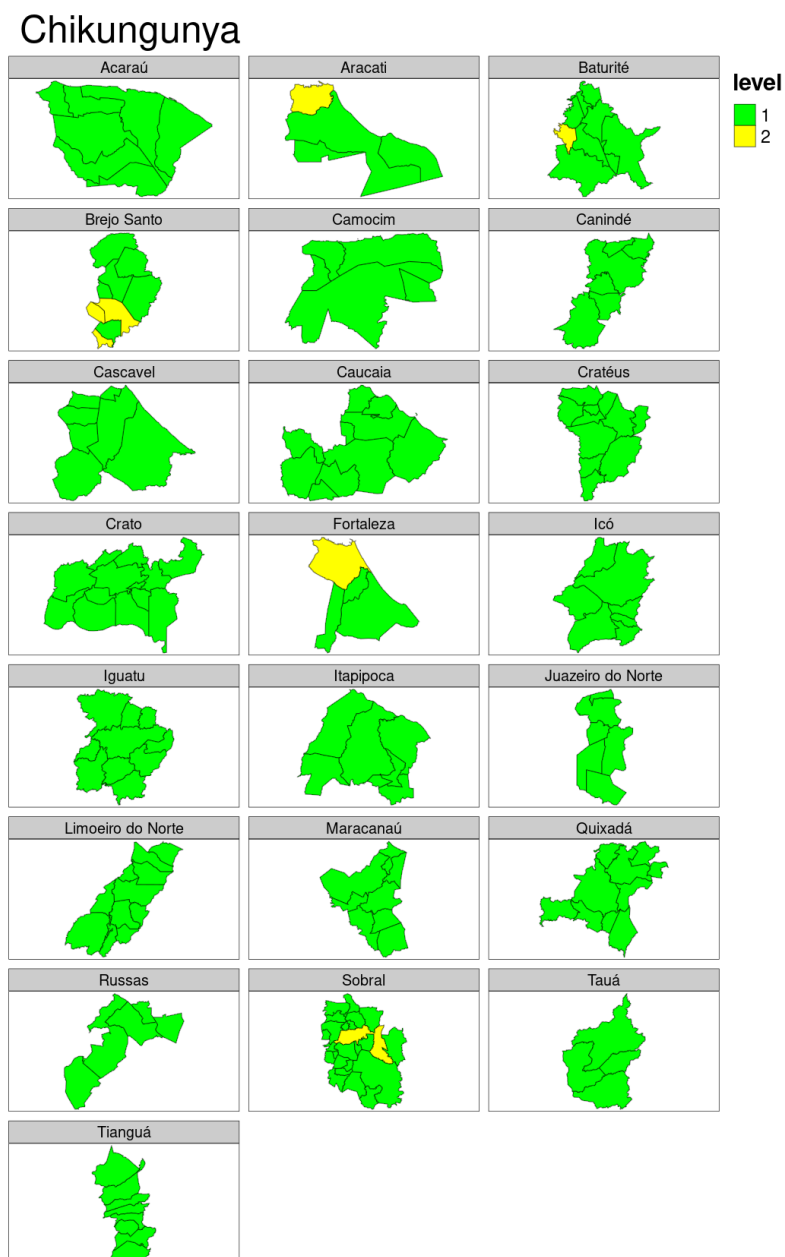 Chikungunya
Acaraú
Aracati
Baturité
level
1
2
Brejo Santo
Camocim
Canindé
Cascavel
Caucaia
Cratéus
Crato
Fortaleza
Icó
Iguatu
Itapipoca
Juazeiro do Norte
Limoeiro do Norte
Maracanaú
Quixadá
Russas
Sobral
Tauá
Tianguá